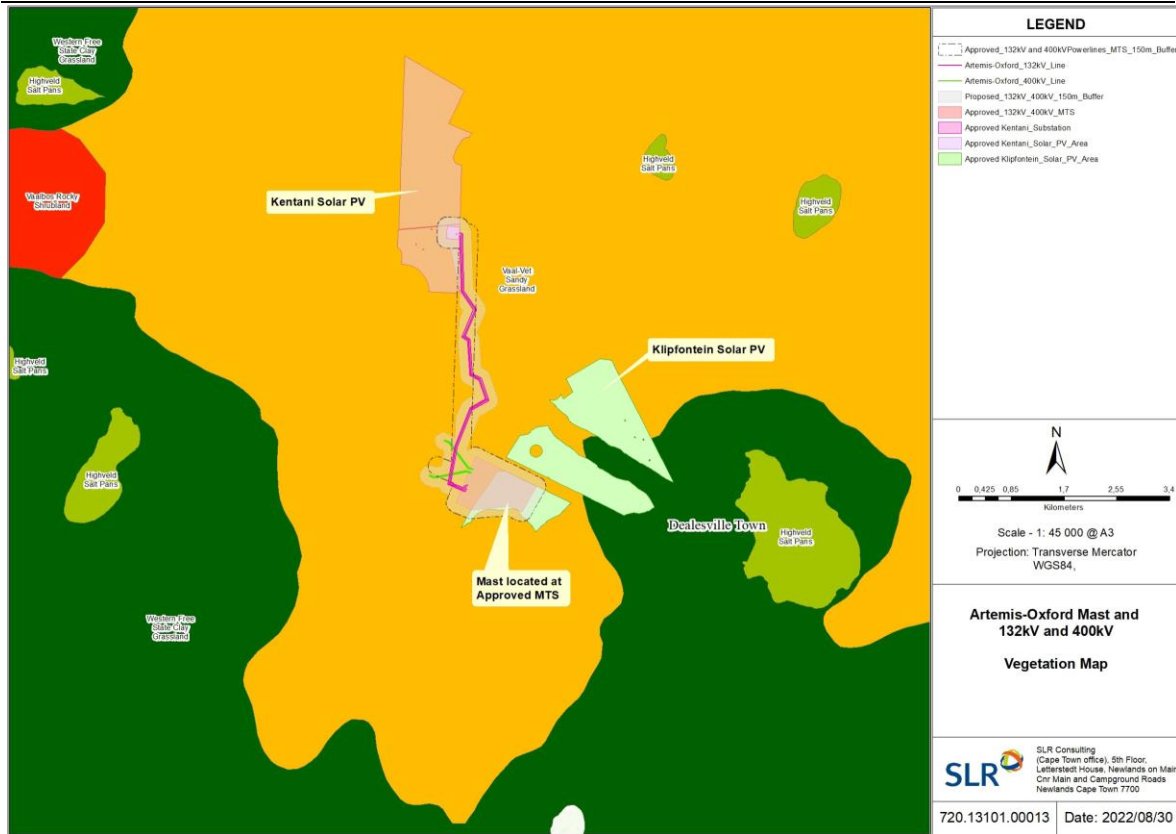 Western Free
State Clay
Grassland
Highveld
Salt Pans
Vaalbos Rocky
Shrubland
Kentani Solar PV
Highveld
Salt Pans
Highveld
Salt Pans
Vaal-Vet
Sandy
Grassland
Klipfontein Solar PV
Highveld
Salt Pans
Highveld
Salt Pans
Dealesville Town
Highveld
Salt Pans
Mast located at
Approved MTS
Western Free
State Clay
Grassland
LEGEND
Approved_132kV and 400kVPowerlines_MTS_150m_Buffer
Artemis-Oxford_132kV_Line
Artemis-Oxford_400kV_Line
Proposed_132kV_400kV_150m_Buffer
Approved_132kV_400kV_MTS
Approved Kentani_Substation
Approved Kentani_Solar_PV_Area
Approved Klipfontein_Solar_PV_Area
N
0 0,425 0,85 1,7 2,55 3,4
Kilometers
Scale - 1: 45 000 @ A3
Projection: Transverse Mercator
WGS84,
Artemis-Oxford Mast and
132kV and 400kV
Vegetation Map
SLR
SLR Consulting
(Cape Town office), 5th Floor,
Letterstedt House, Newlands on Main
Cnr Main and Campground Roads
Newlands Cape Town 7700
720.13101.00013
Date: 2022/08/30